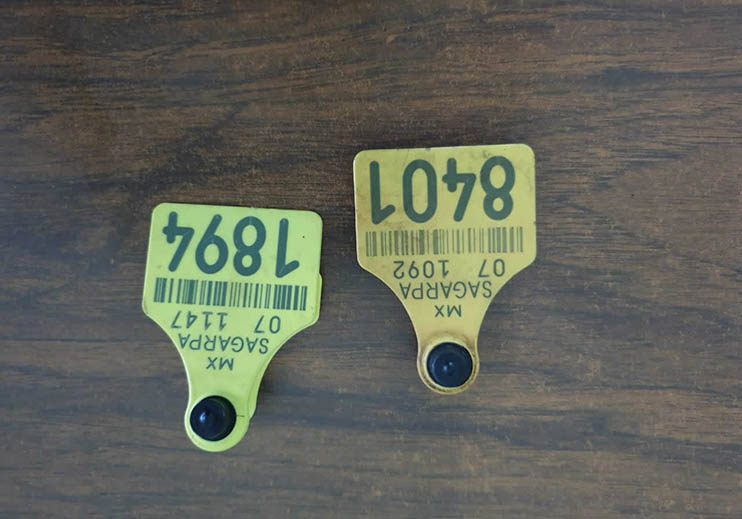 MX
SAGARPA
07 1147
1894
MX
SAGARPA
07 1092
8401